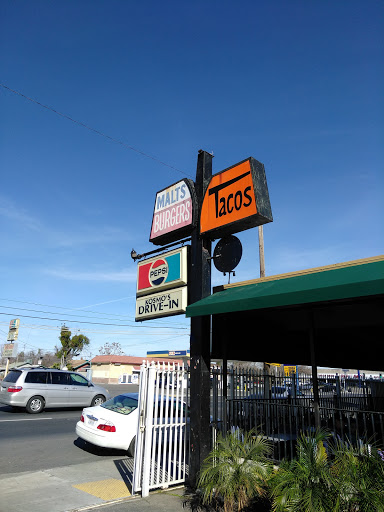 MALTS
BURGERS
TACOS
PEPSI
KOSMO'S
DRIVE-IN